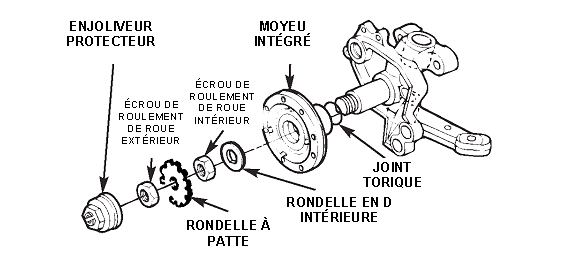 ENJOLIVEUR
PROTECTEUR
MOYEU
INTÉGRÉ
ÉCROU DE
ROULEMENT
DE ROUE
INTÉRIEUR
ÉCROU DE
ROULEMENT
DE ROUE
EXTÉRIEUR
JOINT
TORIQUE
RONDELLE EN D
INTÉRIEURE
RONDELLE À
PATTE